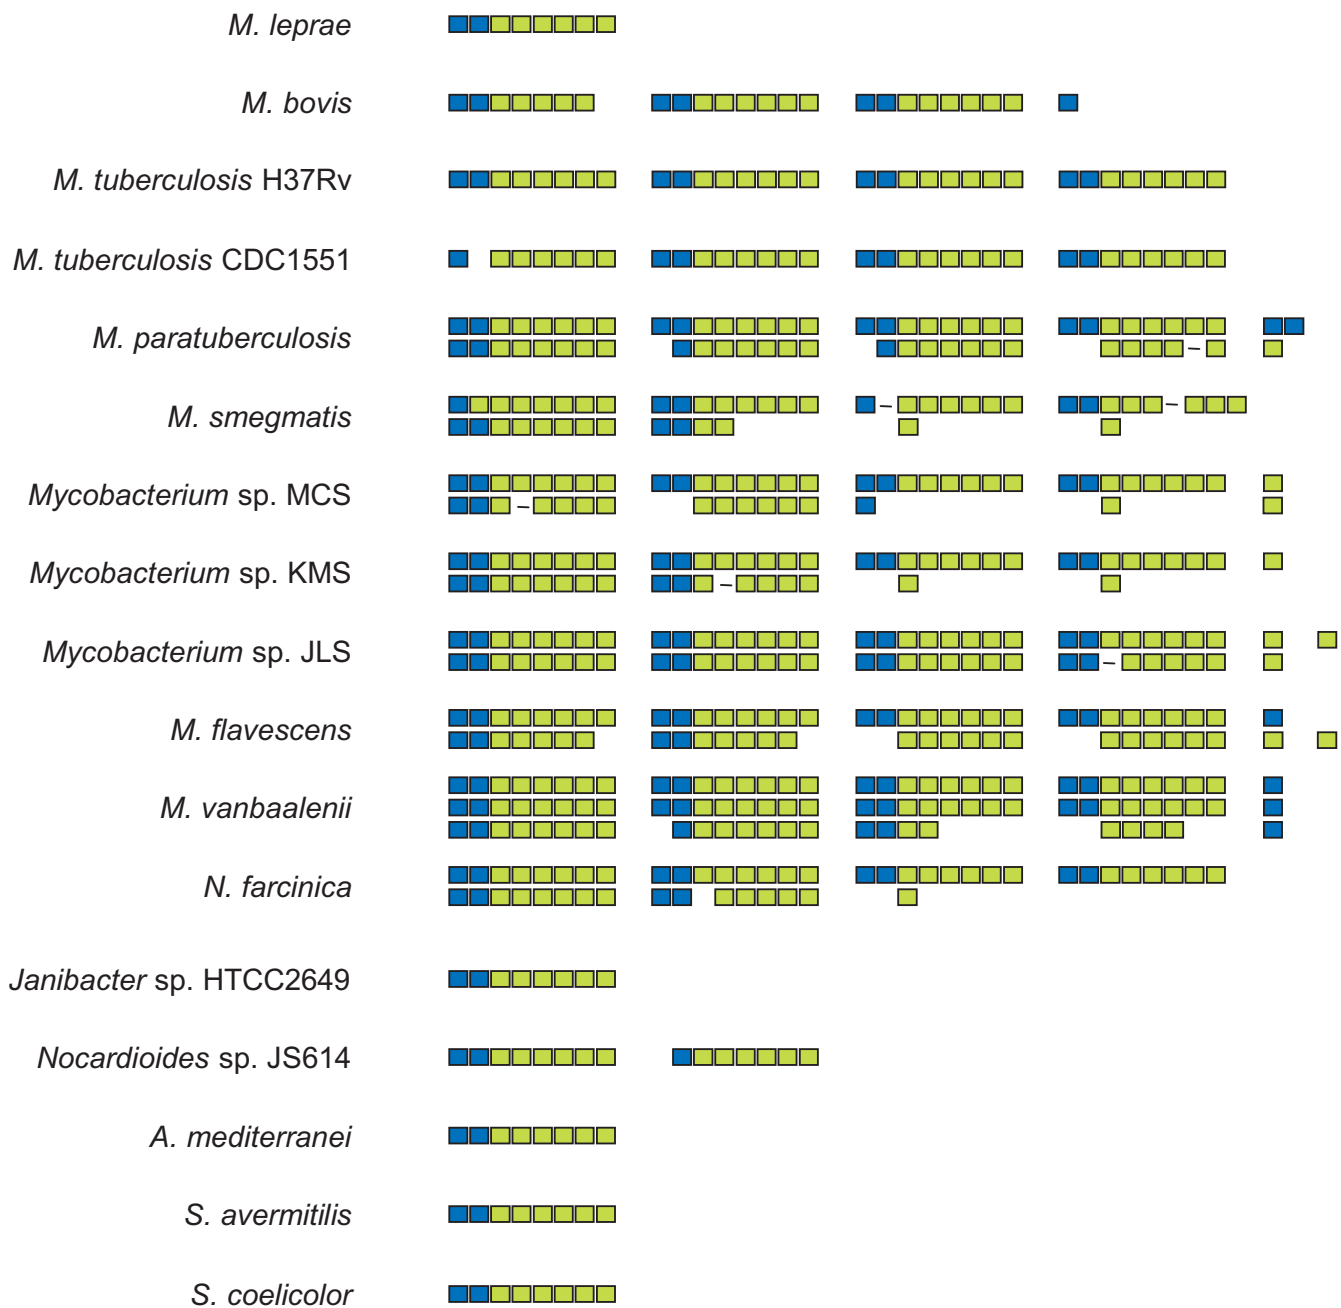 M. leprae
M. bovis
M. tuberculosis H37Rv
M. tuberculosis CDC1551
M. paratuberculosis
M. smegmatis
Mycobacterium sp. MCS
Mycobacterium sp. KMS
Mycobacterium sp. JLS
M. flavescens
M. vanbaalenii
N. farcinica
Janibacter sp. HTCC2649
Nocardioides sp. JS614
A. mediterranei
S. avermitilis
S. coelicolor